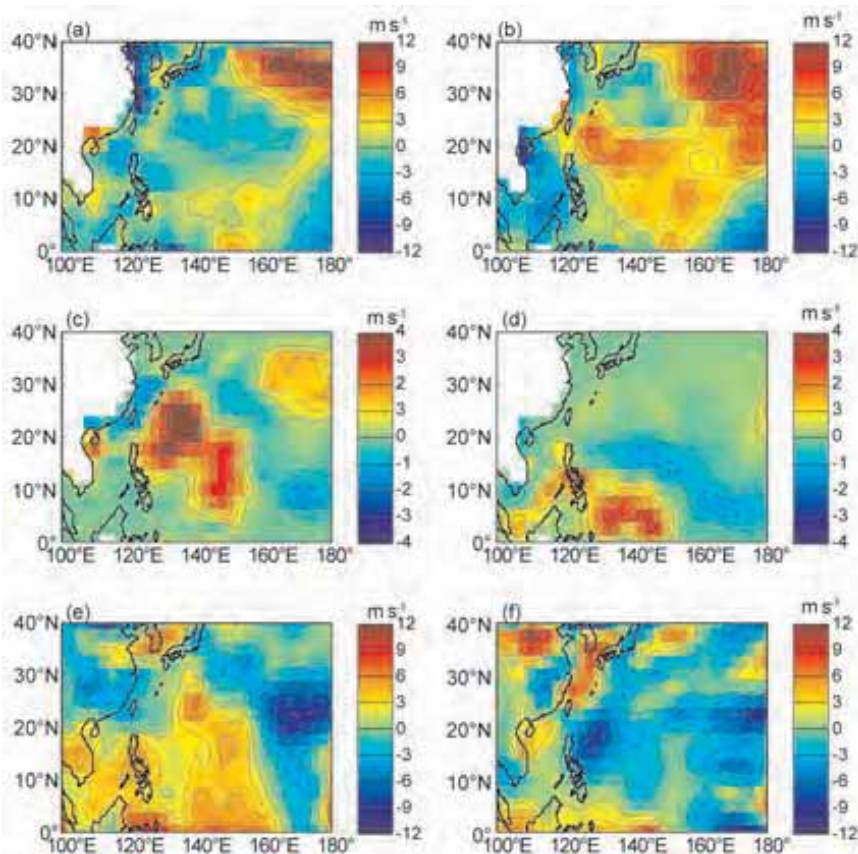 (a) m s⁻¹ (b) m s⁻¹
40°N 12 40°N 12
9 9
30°N 6 30°N 6
3 3
20°N 0 20°N 0
-3 -3
10°N -6 10°N -6
-9 -9
0° -12 0° -12
100°E 120°E 140°E 160°E 180° 100°E 120°E 140°E 160°E 180°
(c) m s⁻¹ (d) m s⁻¹
40°N 4 40°N 4
3 3
30°N 2 30°N 2
3 3
20°N 0 20°N 0
-1 -1
10°N -2 10°N -2
-3 -3
0° -4 0° -4
100°E 120°E 140°E 160°E 180° 100°E 120°E 140°E 160°E 180°
(e) m s⁻¹ (f) m s⁻¹
40°N 12 40°N 12
9 9
30°N 6 30°N 6
3 3
20°N 0 20°N 0
-3 -3
10°N -6 10°N -6
-9 -9
0° -12 0° -12
100°E 120°E 140°E 160°E 180° 100°E 120°E 140°E 160°E 180°